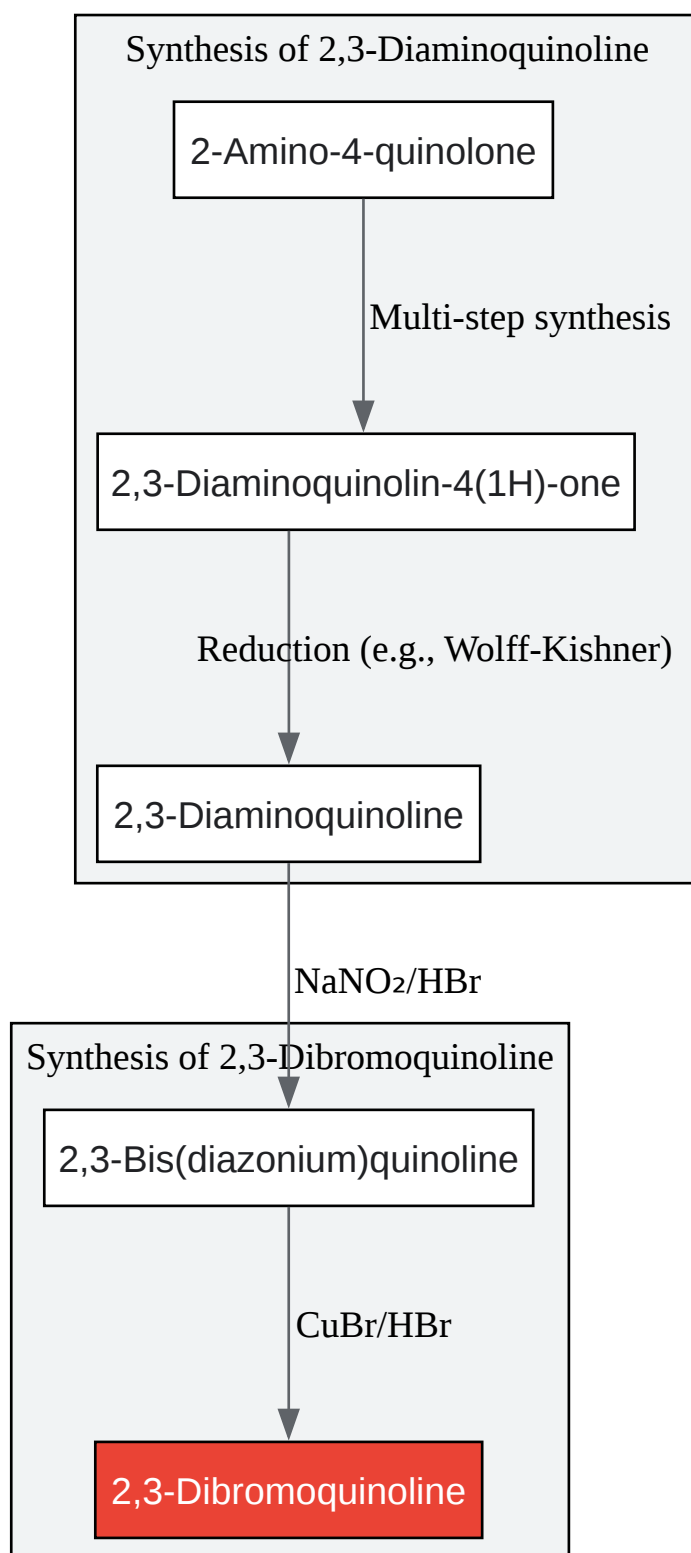 Synthesis of 2,3-Diaminoquinoline
2-Amino-4-quinolone
Multi-step synthesis
2,3-Diaminoquinolin-4(1H)-one
Reduction (e.g., Wolff-Kishner)
2,3-Diaminoquinoline
NaNO₂/HBr
Synthesis of 2,3-Dibromoquinoline
2,3-Bis(diazonium)quinoline
CuBr/HBr
2,3-Dibromoquinoline